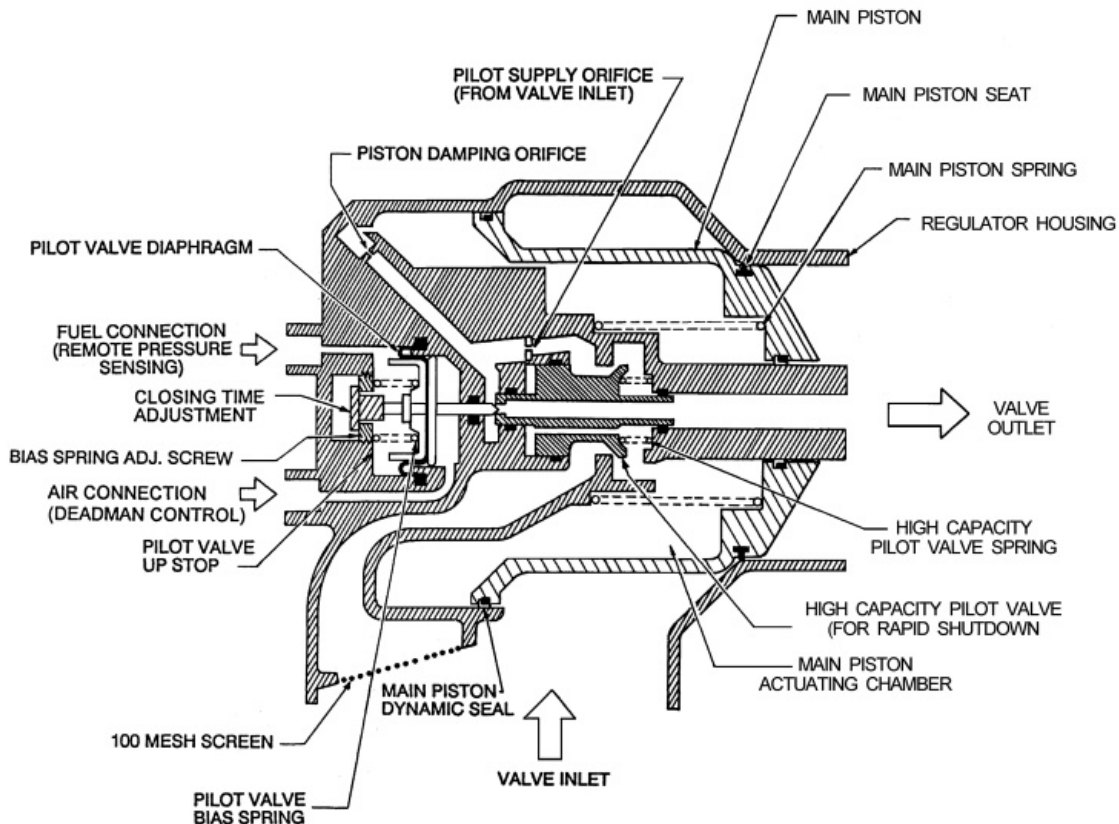 MAIN PISTON
PILOT SUPPLY ORIFICE
(FROM VALVE INLET)
MAIN PISTON SEAT
PISTON DAMPING ORIFICE
MAIN PISTON SPRING
REGULATOR HOUSING
PILOT VALVE DIAPHRAGM
FUEL CONNECTION
(REMOTE PRESSURE
SENSING)
CLOSING TIME
ADJUSTMENT
VALVE
OUTLET
BIAS SPRING ADJ. SCREW
AIR CONNECTION
(DEADMAN CONTROL)
PILOT VALVE
UP STOP
HIGH CAPACITY
PILOT VALVE SPRING
HIGH CAPACITY PILOT VALVE
(FOR RAPID SHUTDOWN
MAIN PISTON
ACTUATING CHAMBER
MAIN PISTON
DYNAMIC SEAL
100 MESH SCREEN
VALVE INLET
PILOT VALVE
BIAS SPRING